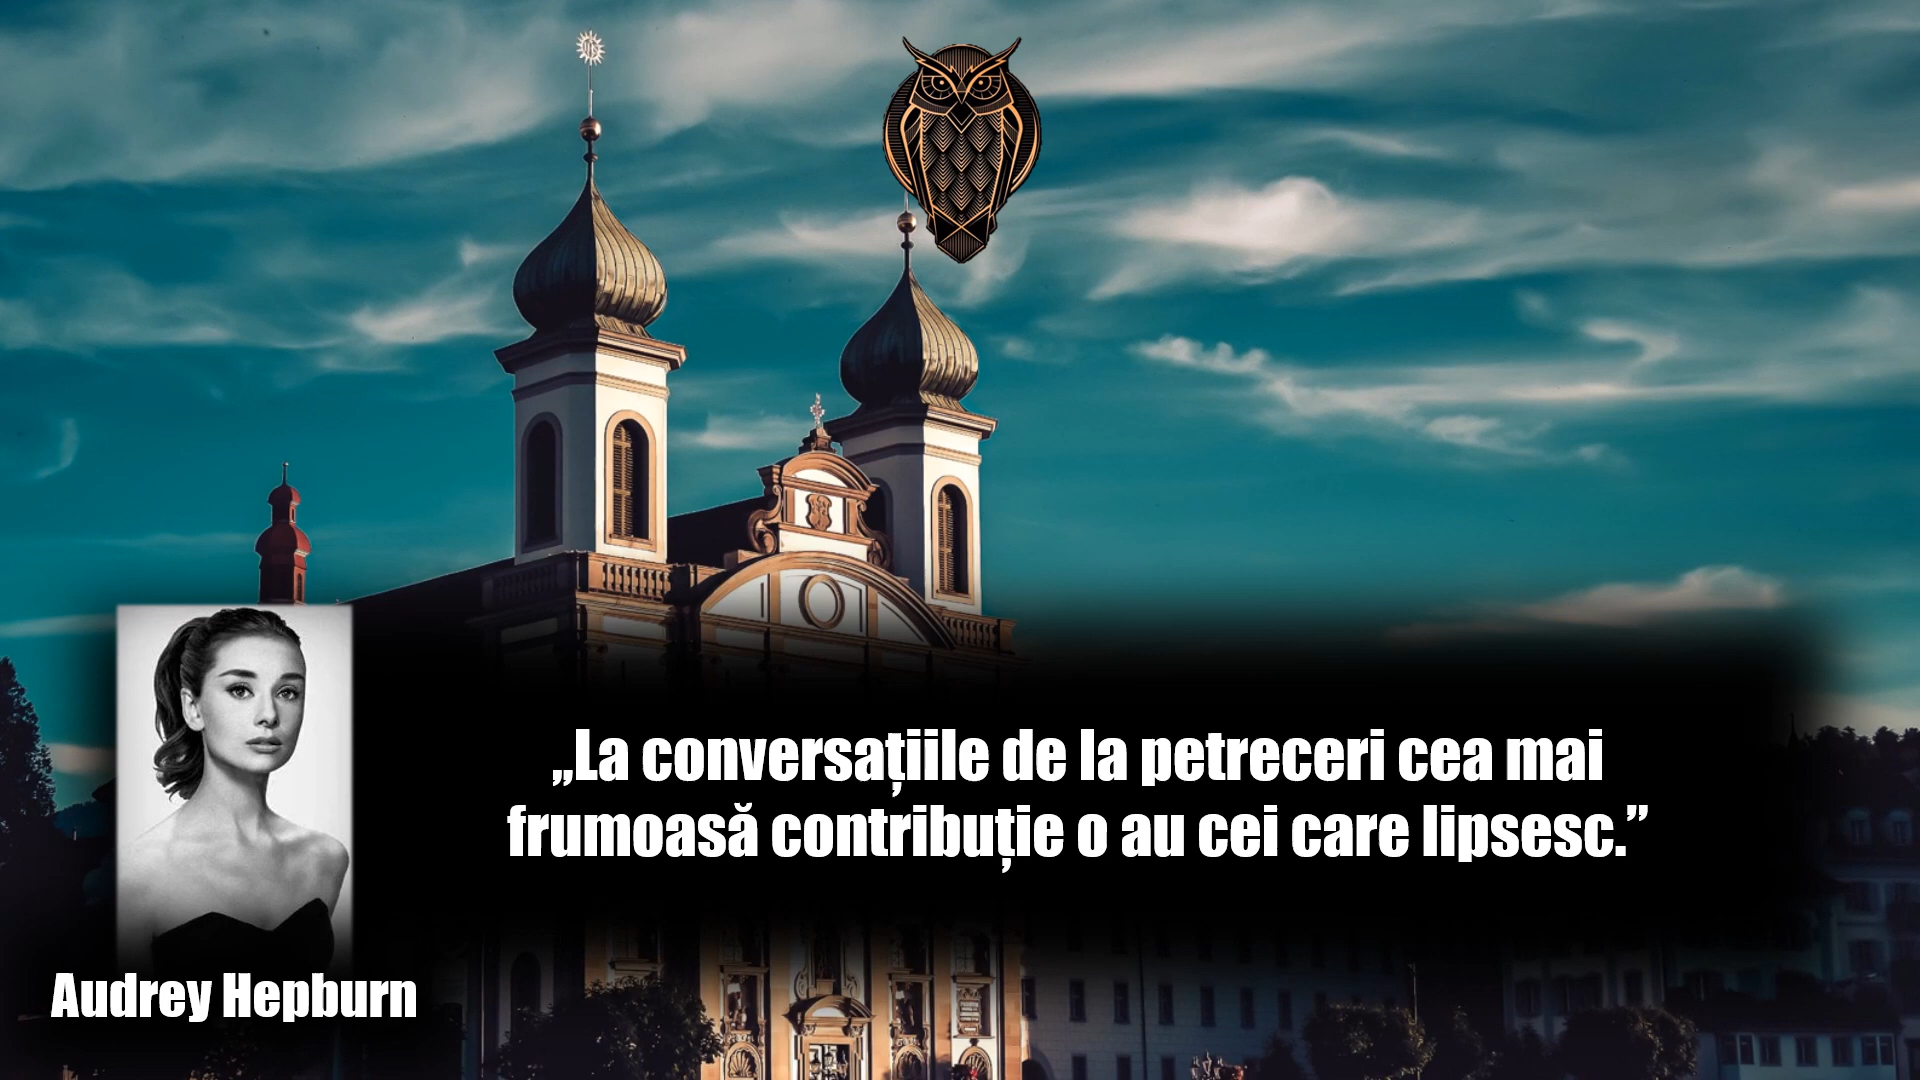 „La conversațiile de la petreceri cea mai
frumoasă contribuție o au cei care lipsesc.”
Audrey Hepburn